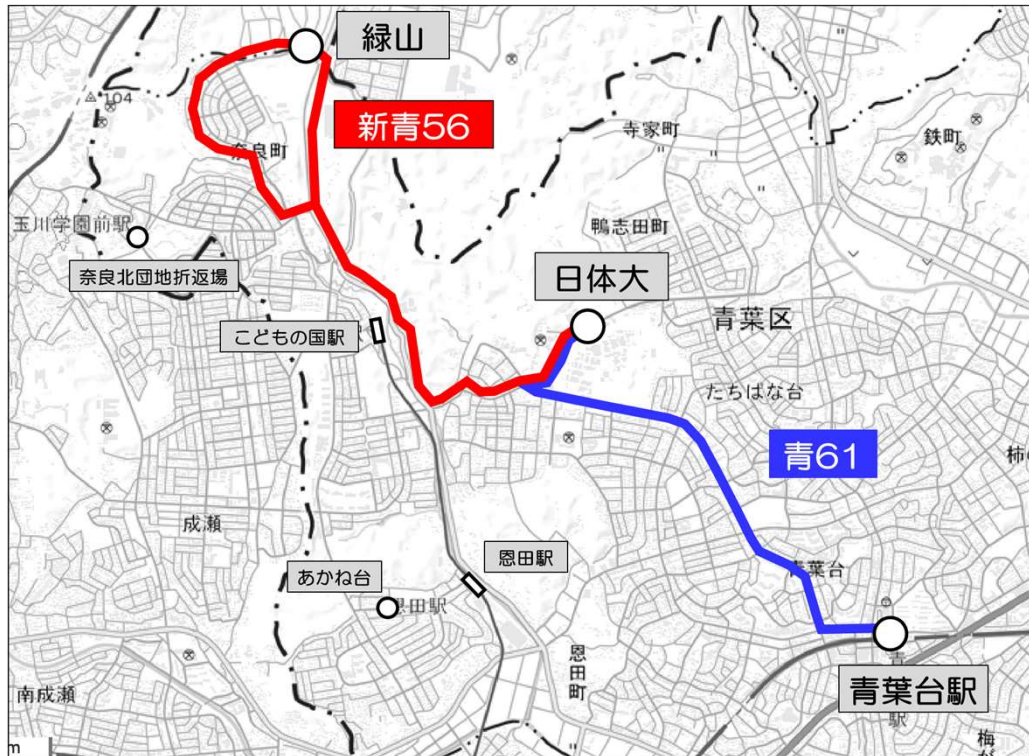 緑山
新青56
104
奈良町
寺家町
鉄町
玉川学園前駅
鴨志田町
奈良北団地折返場
日体大
青葉区
こどもの国駅
たちばな台
青61
成瀬
恩田駅
青葉台
あかね台
恩田駅
恩田町
南成瀬
青葉台駅
駅
m